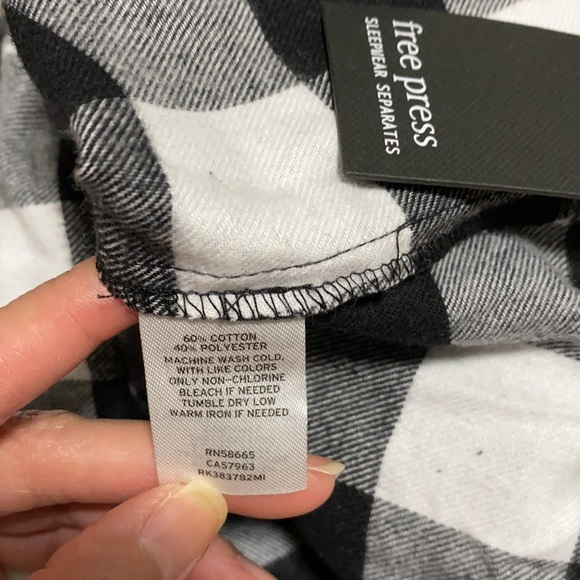 free press
SLEEPWEAR SEPARATES
60% COTTON
40% POLYESTER
MACHINE WASH COLD,
WITH LIKE COLORS
ONLY NON-CHLORINE
BLEACH IF NEEDED
TUMBLE DRY LOW
WARM IRON IF NEEDED
RN58665
CA57963
RK383782MI